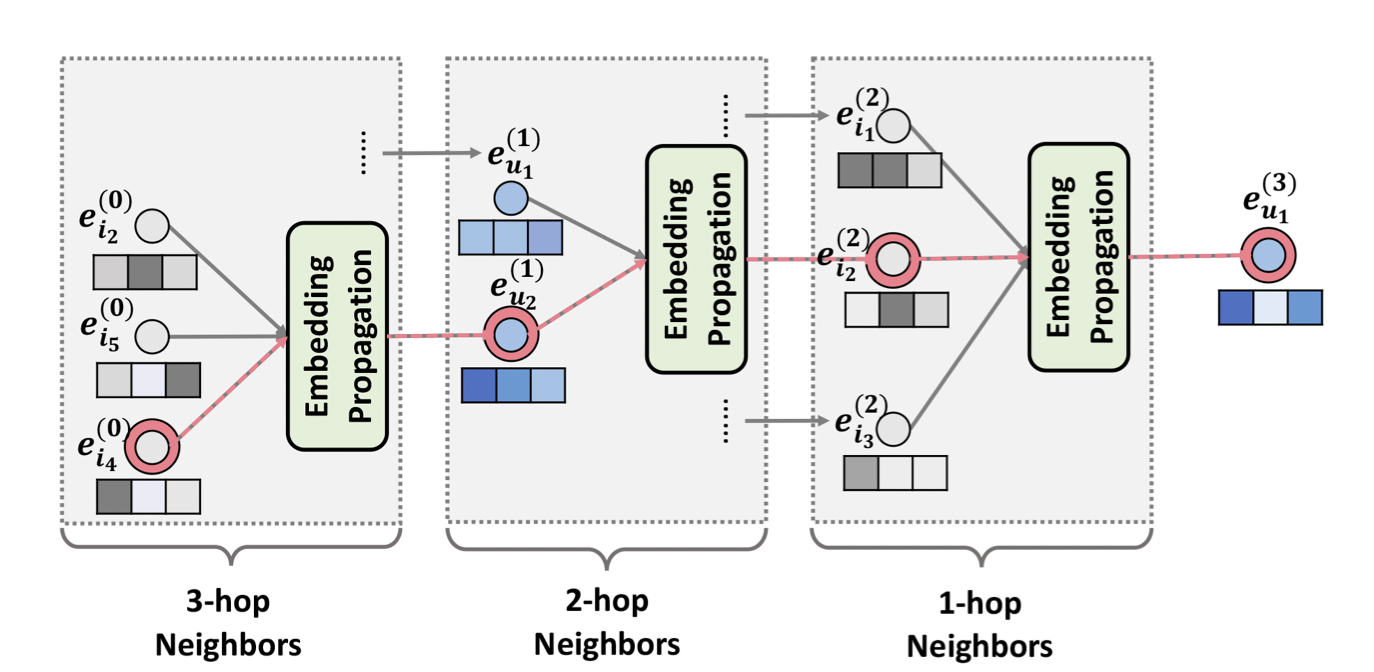 e_{i_2}^{(0)}
e_{i_5}^{(0)}
e_{i_4}^{(0)}
Embedding
Propagation
3-hop
Neighbors
e_{u_1}^{(1)}
e_{u_2}^{(1)}
Embedding
Propagation
2-hop
Neighbors
e_{i_1}^{(2)}
e_{i_2}^{(2)}
e_{i_3}^{(2)}
Embedding
Propagation
1-hop
Neighbors
e_{u_1}^{(3)}